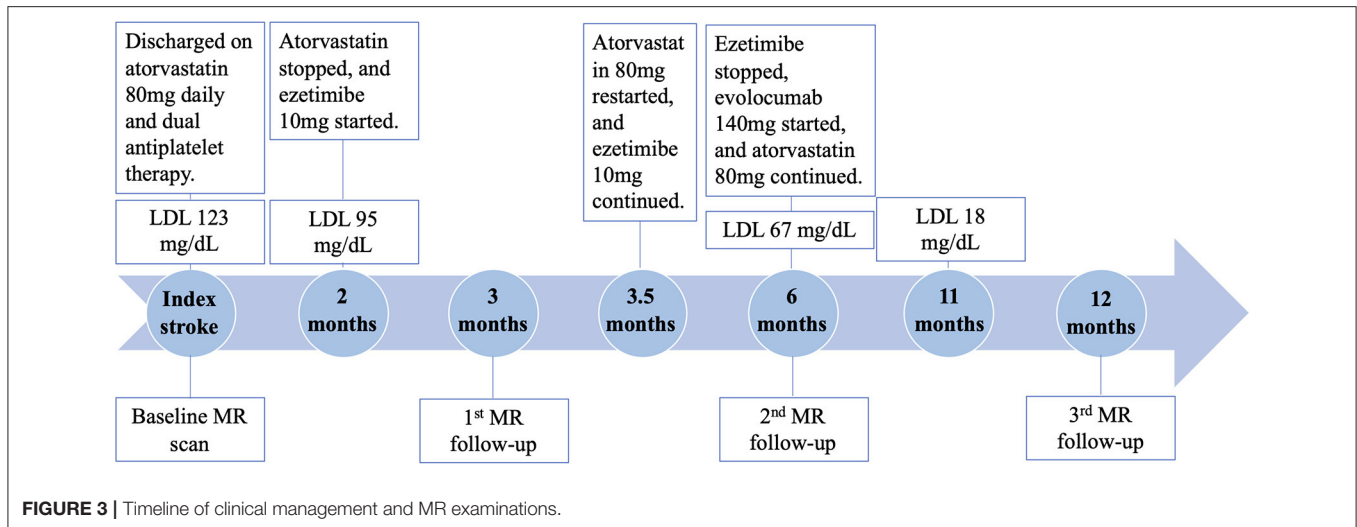 Discharged on
atorvastatin
80mg daily
and dual
antiplatelet
therapy.
LDL 123
mg/dL
Atorvastatin
stopped, and
ezetimibe
10mg started.
LDL 95
mg/dL
Atorvastat
in 80mg
restarted,
and
ezetimibe
10mg
continued.
Ezetimibe
stopped,
evolocumab
140mg started,
and atorvastatin
80mg continued.
LDL 67 mg/dL
LDL 18
mg/dL
Index
stroke
2
months
3
months
3.5
months
6
months
11
months
12
months
Baseline MR
scan
1st MR
follow-up
2nd MR
follow-up
3rd MR
follow-up
FIGURE 3 | Timeline of clinical management and MR examinations.